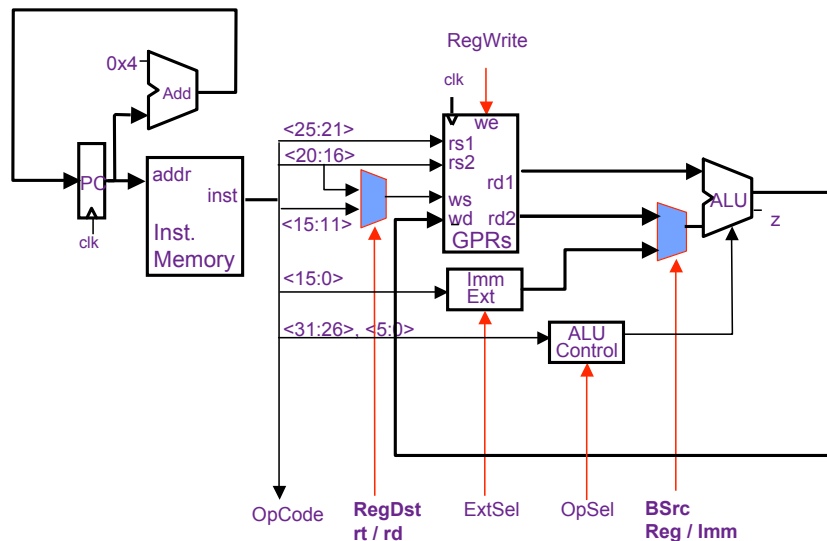 RegWrite
0x4
Add
clk
we
<25:21>
rs1
<20:16>
rs2
PC
addr
inst
rd1
ALU
ws
<15:11>
wd
rd2
z
clk
Inst.
Memory
GPRs
<15:0>
Imm
Ext
<31:26>, <5:0>
ALU
Control
OpCode
RegDst
rt / rd
ExtSel
OpSel
BSrc
Reg / Imm